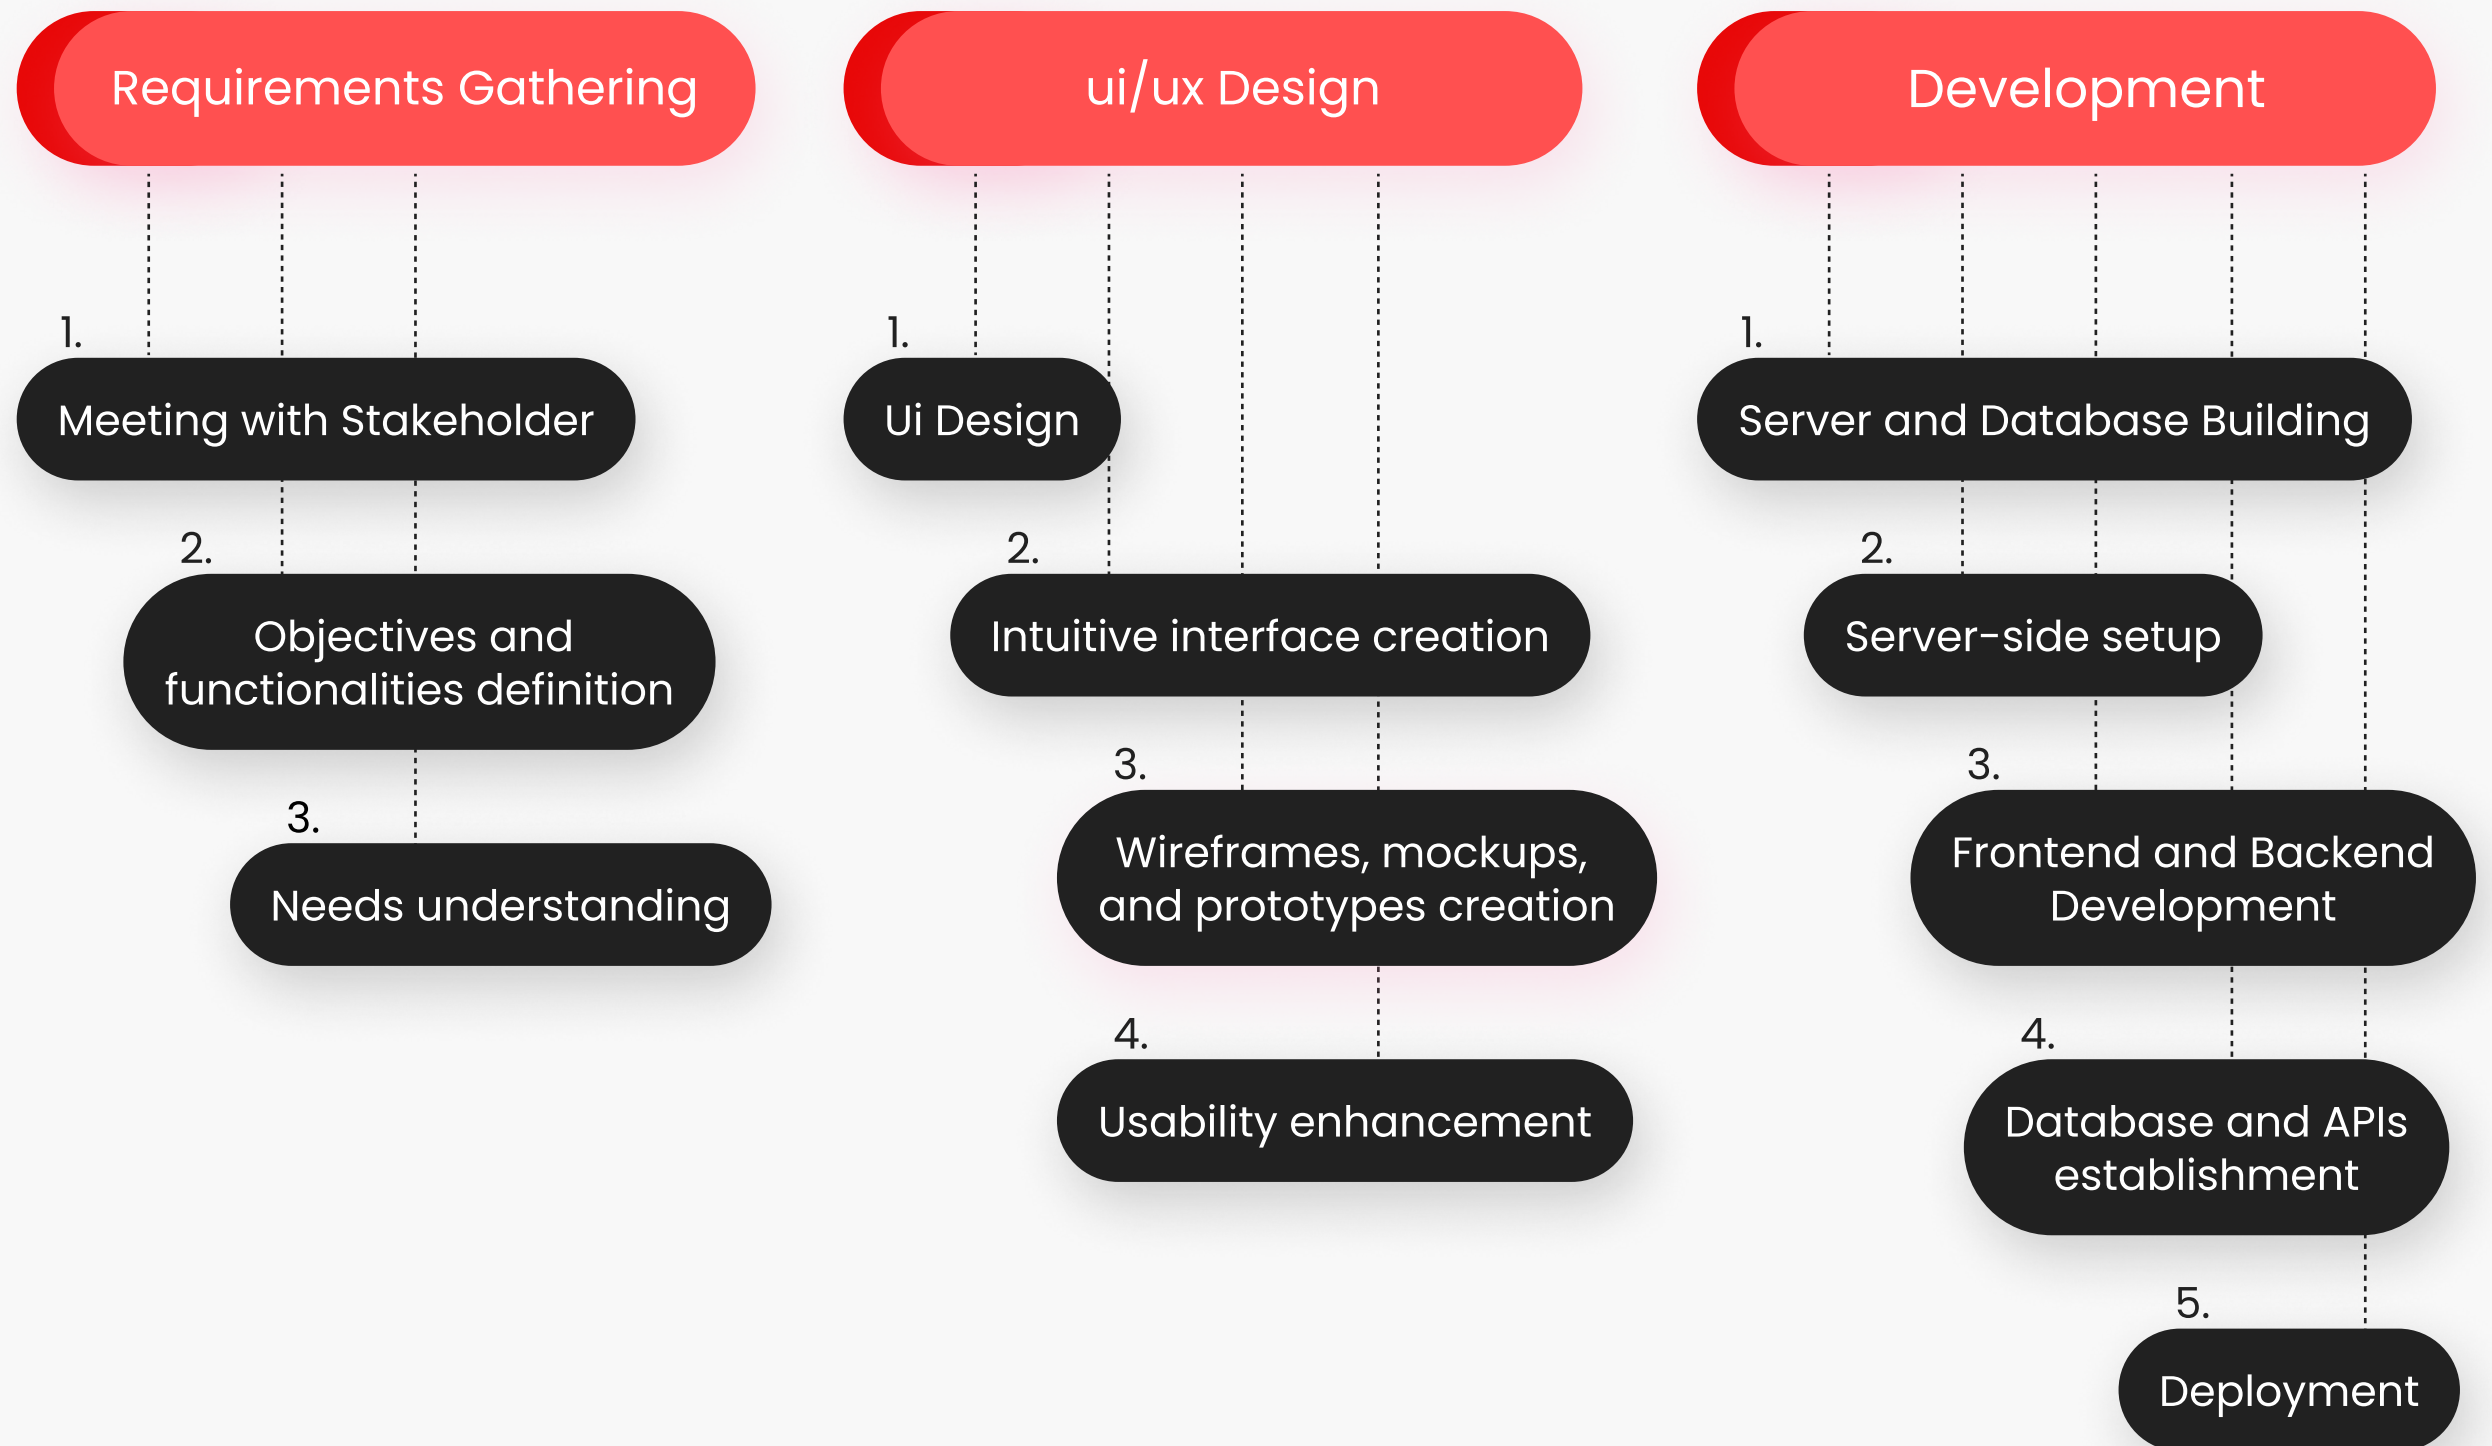 Requirements Gathering
1.
Meeting with Stakeholder
2.
Objectives and
functionalities definition
3.
Needs understanding
ui/ux Design
1.
Ui Design
2.
Intuitive interface creation
3.
Wireframes, mockups,
and prototypes creation
4.
Usability enhancement
Development
1.
Server and Database Building
2.
Server-side setup
3.
Frontend and Backend
Development
4.
Database and APIs
establishment
5.
Deployment